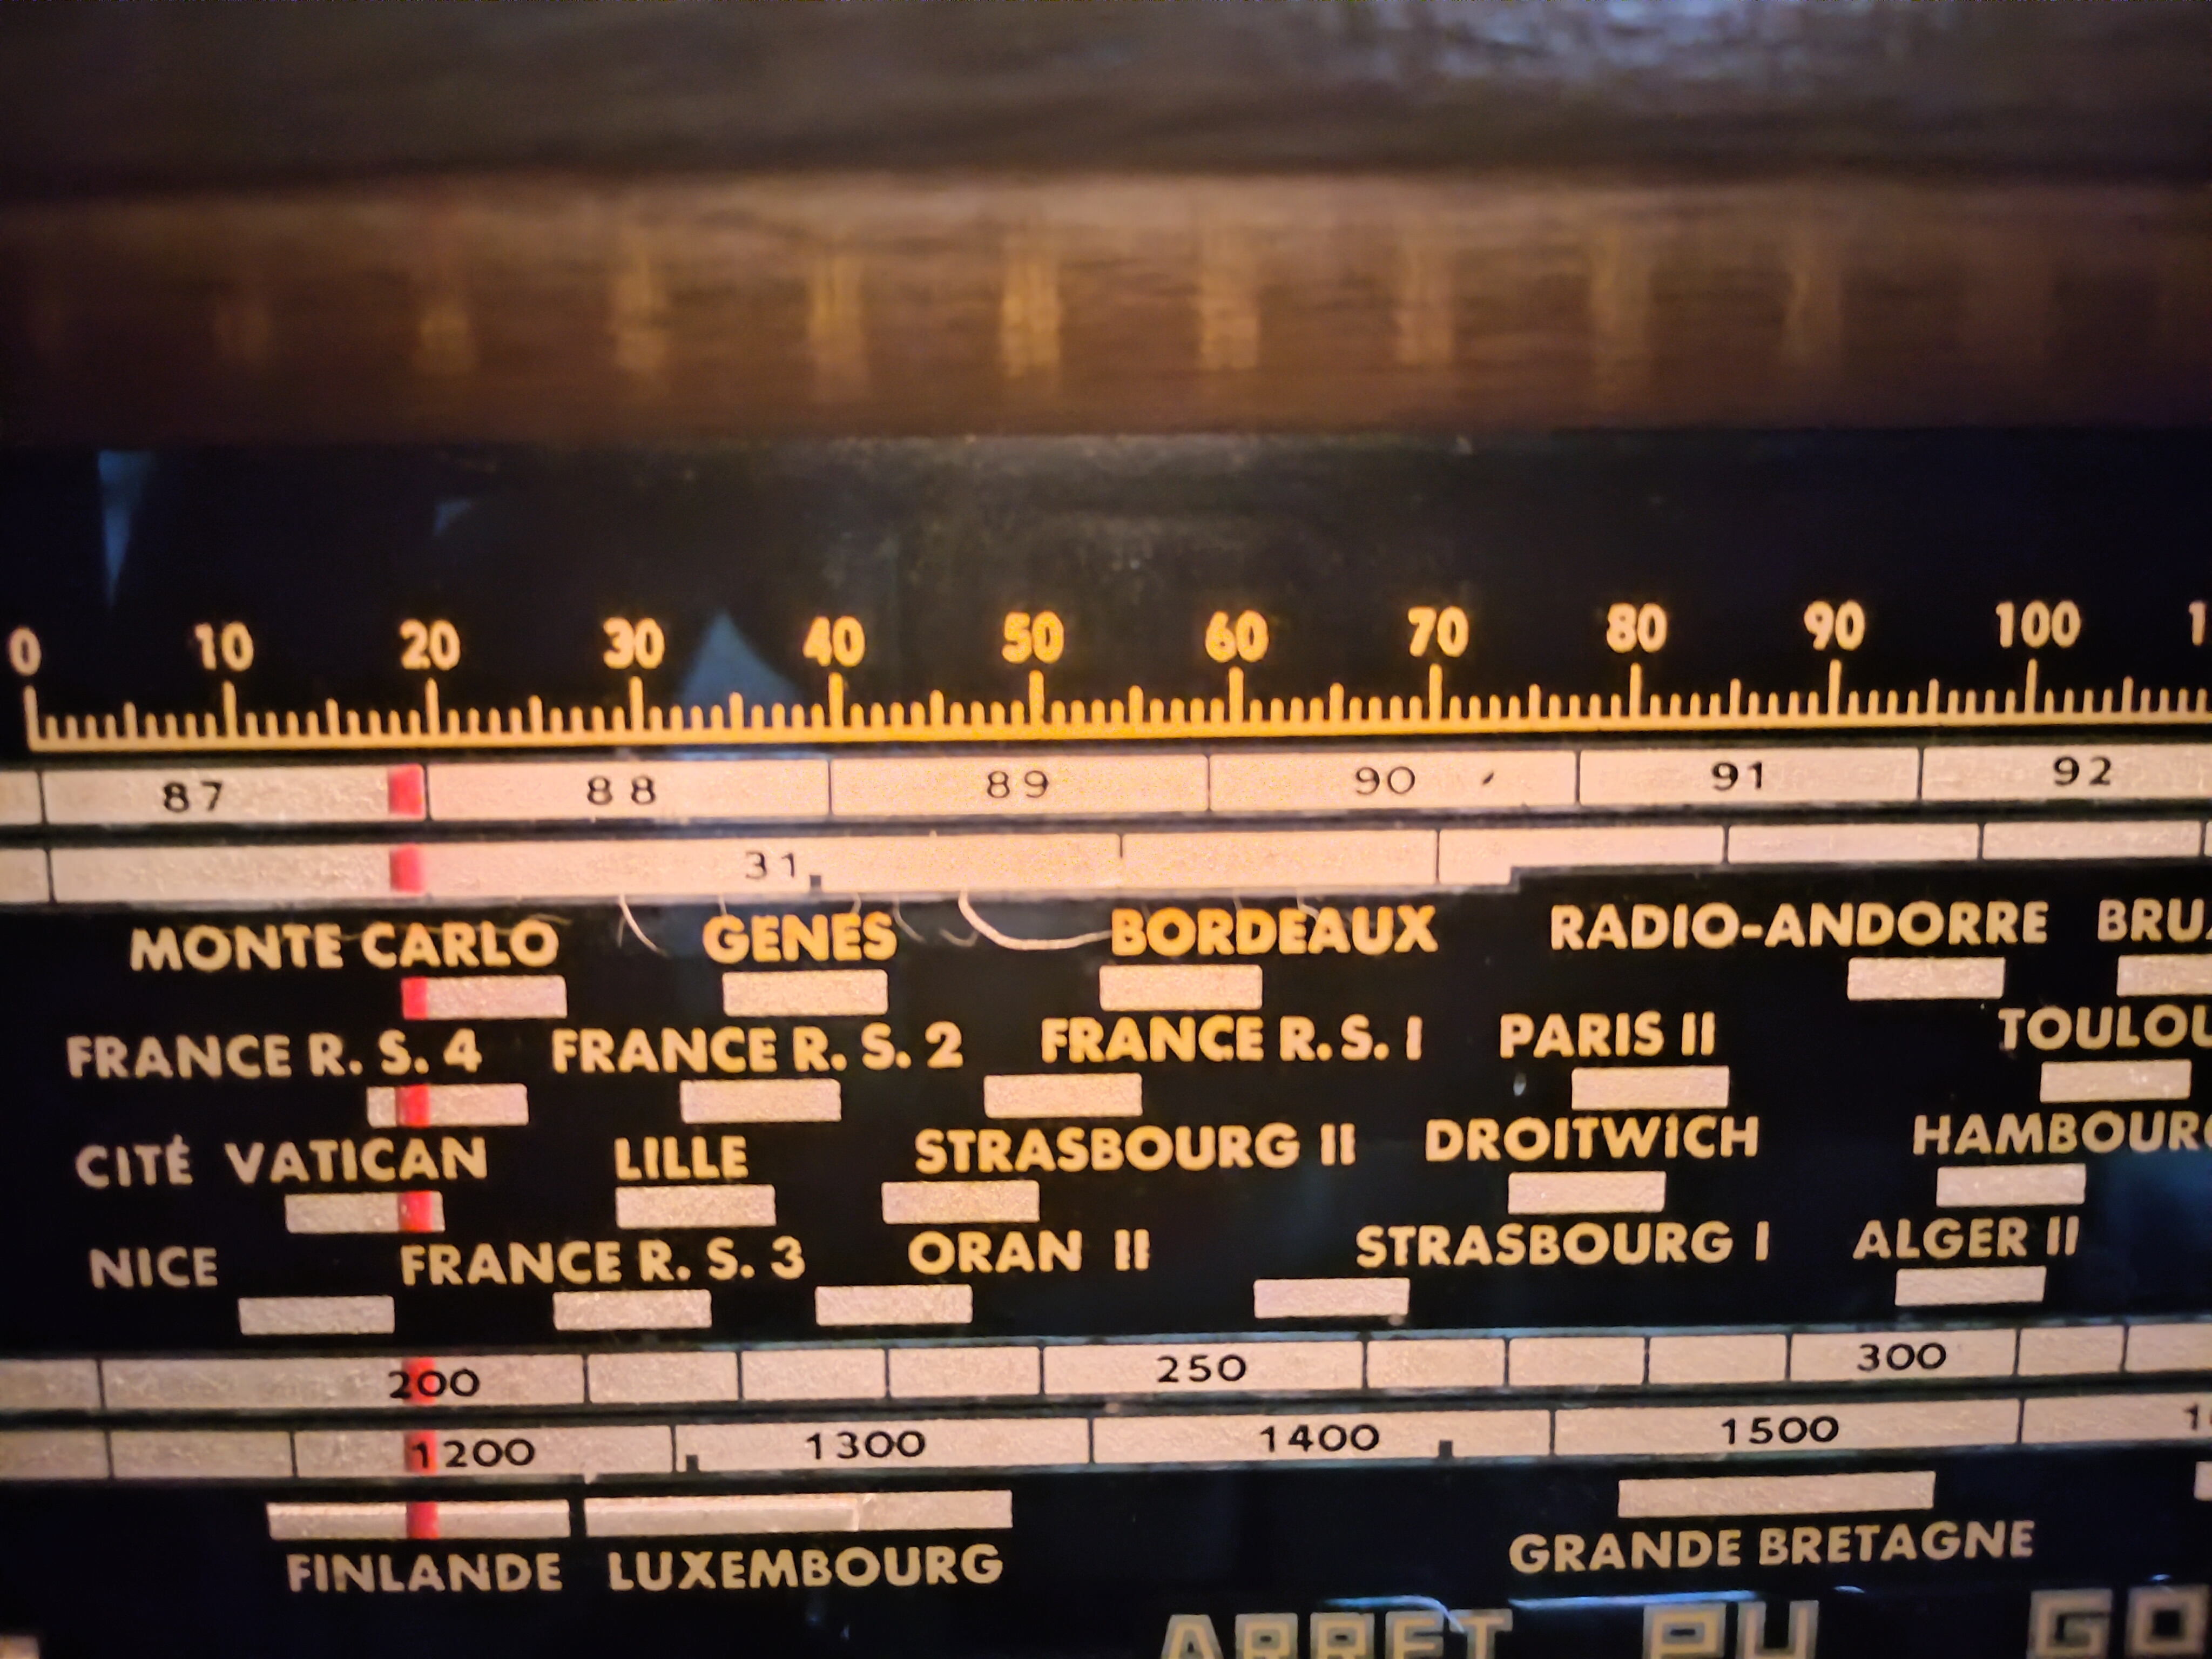 0 10 20 30 40 50 60 70 80 90 100
87 88 89 90 91 92
31
MONTE CARLO GENES BORDEAUX RADIO-ANDORRE
FRANCE R. S. 4 FRANCE R. S. 2 FRANCE R. S. I PARIS II
CITÉ VATICAN LILLE STRASBOURG II DROITWICH HAMBOURG
NICE FRANCE R. S. 3 ORAN II STRASBOURG I ALGER II
200 250 300
1200 1300 1400 1500
FINLANDE LUXEMBOURG GRANDE BRETAGNE
ARRET PU GO